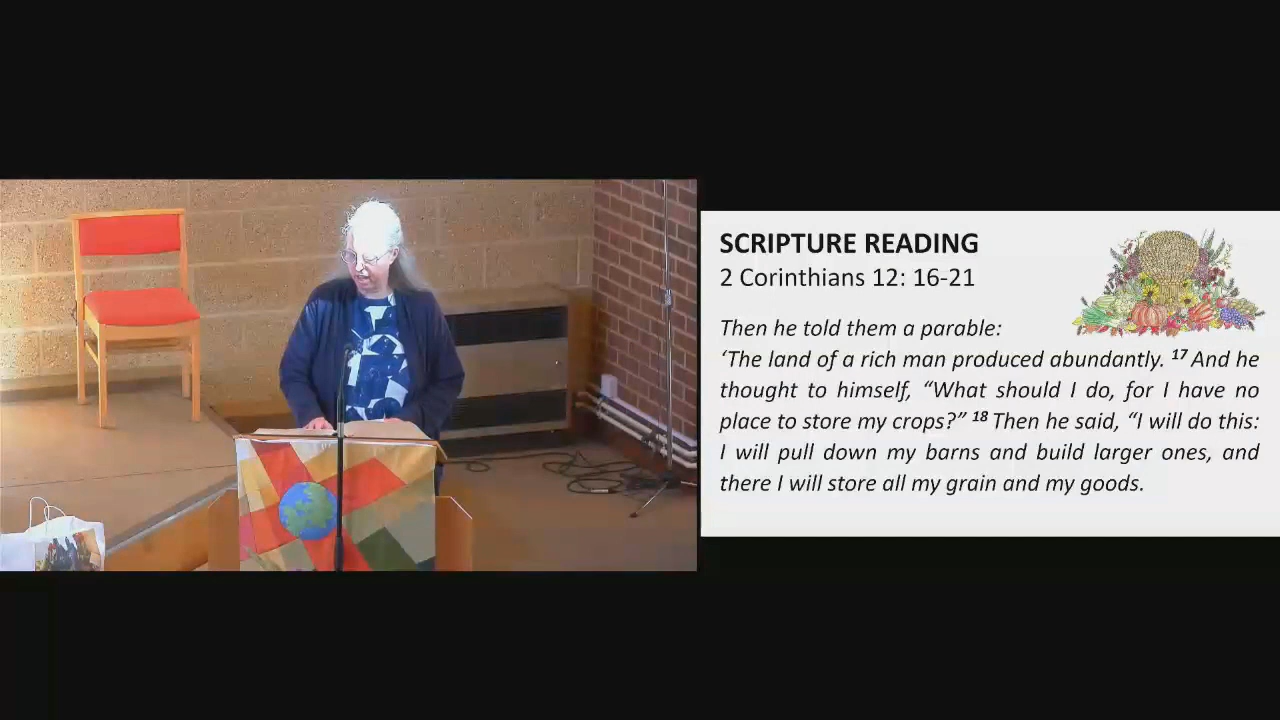 SCRIPTURE READING
2 Corinthians 12: 16-21
Then he told them a parable:
‘The land of a rich man produced abundantly. 17 And he
thought to himself, “What should I do, for I have no
place to store my crops?” 18 Then he said, “I will do this:
I will pull down my barns and build larger ones, and
there I will store all my grain and my goods.